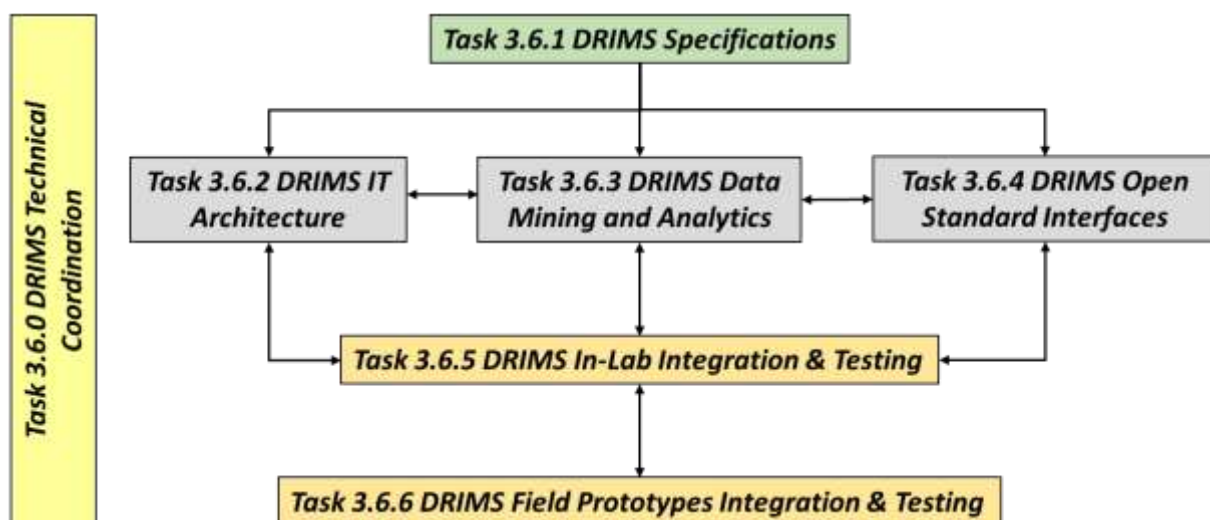 Task 3.6.0 DRIMS Technical
Coordination
Task 3.6.1 DRIMS Specifications
Task 3.6.2 DRIMS IT
Architecture
Task 3.6.3 DRIMS Data
Mining and Analytics
Task 3.6.4 DRIMS Open
Standard Interfaces
Task 3.6.5 DRIMS In-Lab Integration & Testing
Task 3.6.6 DRIMS Field Prototypes Integration & Testing